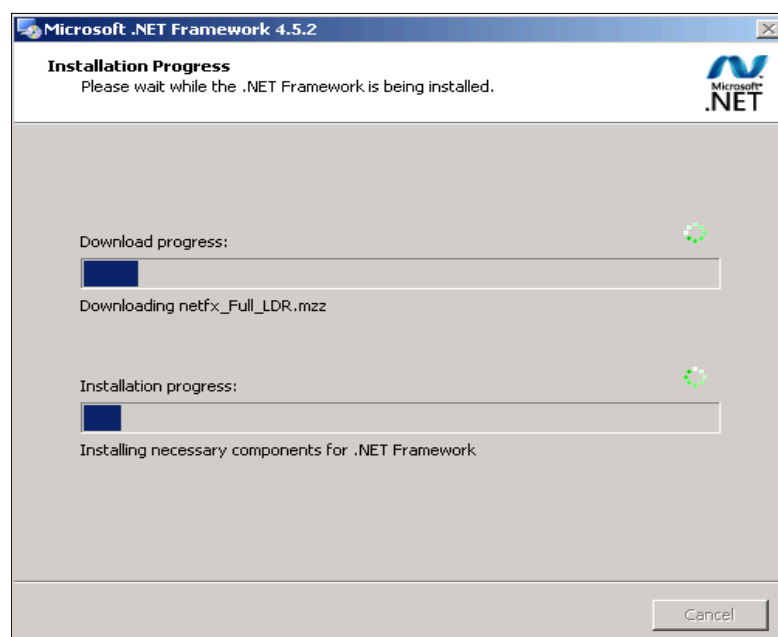 Microsoft .NET Framework 4.5.2
Installation Progress
Please wait while the .NET Framework is being installed.
Microsoft
.NET
Download progress:
Downloading netfx_Full_LDR.mzz
Installation progress:
Installing necessary components for .NET Framework
Cancel